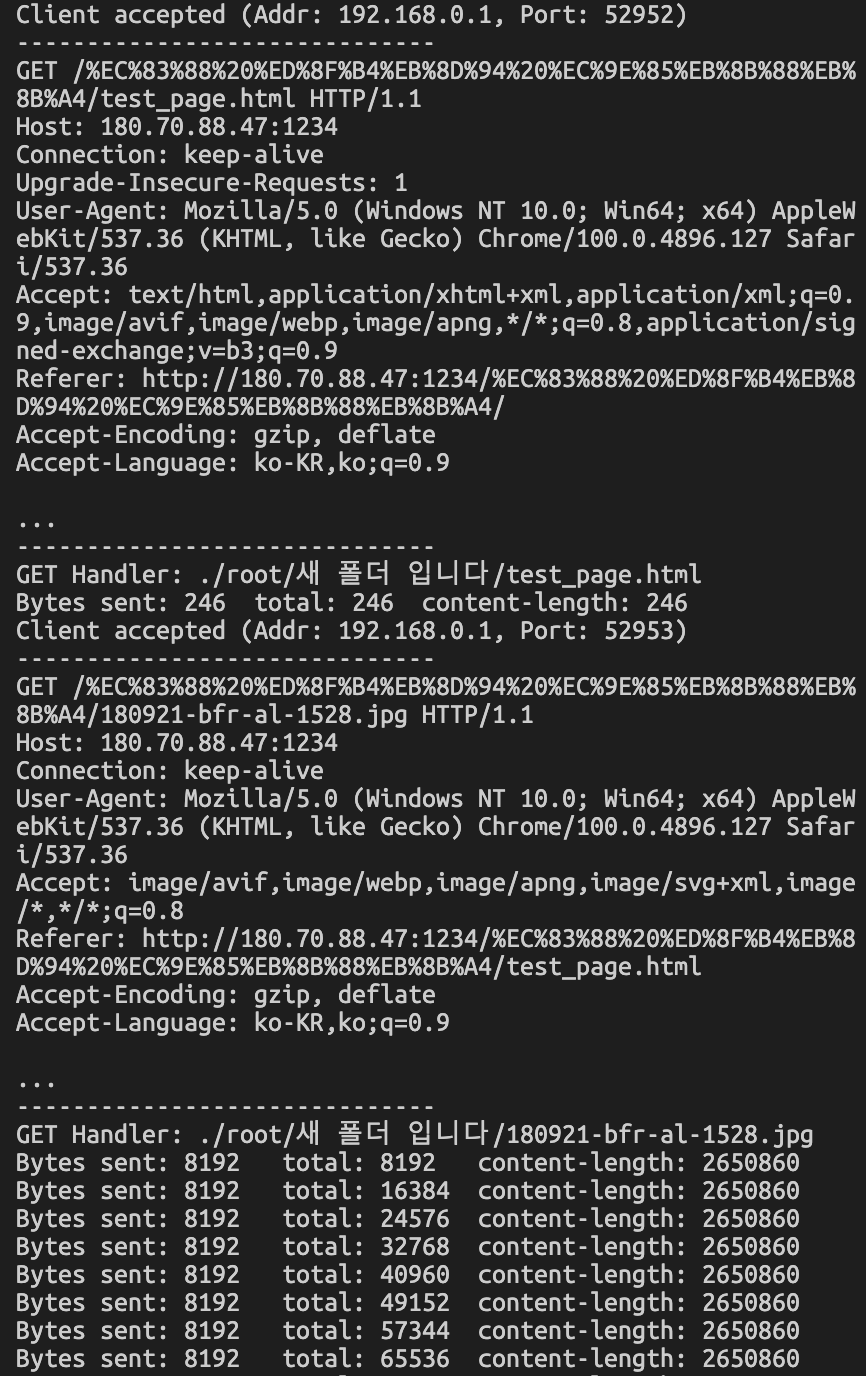 Client accepted (Addr: 192.168.0.1, Port: 52952)
------------------------------
GET /%EC%83%88%20%ED%8F%B4%EB%8D%94%20%EC%9E%85%EB%8B%88%EB%
8B%A4/test_page.html HTTP/1.1
Host: 180.70.88.47:1234
Connection: keep-alive
Upgrade-Insecure-Requests: 1
User-Agent: Mozilla/5.0 (Windows NT 10.0; Win64; x64) AppleW
ebKit/537.36 (KHTML, like Gecko) Chrome/100.0.4896.127 Safar
i/537.36
Accept: text/html,application/xhtml+xml,application/xml;q=0.
9,image/avif,image/webp,image/apng,*/*;q=0.8,application/sig
ned-exchange;v=b3;q=0.9
Referer: http://180.70.88.47:1234/%EC%83%88%20%ED%8F%B4%EB%8
D%94%20%EC%9E%85%EB%8B%88%EB%8B%A4/
Accept-Encoding: gzip, deflate
Accept-Language: ko-KR,ko;q=0.9

...
------------------------------
GET Handler: ./root/새 폴더 입니다/test_page.html
Bytes sent: 246  total: 246  content-length: 246
Client accepted (Addr: 192.168.0.1, Port: 52953)
------------------------------
GET /%EC%83%88%20%ED%8F%B4%EB%8D%94%20%EC%9E%85%EB%8B%88%EB%
8B%A4/180921-bfr-al-1528.jpg HTTP/1.1
Host: 180.70.88.47:1234
Connection: keep-alive
User-Agent: Mozilla/5.0 (Windows NT 10.0; Win64; x64) AppleW
ebKit/537.36 (KHTML, like Gecko) Chrome/100.0.4896.127 Safar
i/537.36
Accept: image/avif,image/webp,image/apng,image/svg+xml,image
/*,*/*;q=0.8
Referer: http://180.70.88.47:1234/%EC%83%88%20%ED%8F%B4%EB%8
D%94%20%EC%9E%85%EB%8B%88%EB%8B%A4/test_page.html
Accept-Encoding: gzip, deflate
Accept-Language: ko-KR,ko;q=0.9

...
------------------------------
GET Handler: ./root/새 폴더 입니다/180921-bfr-al-1528.jpg
Bytes sent: 8192   total: 8192   content-length: 2650860
Bytes sent: 8192   total: 16384  content-length: 2650860
Bytes sent: 8192   total: 24576  content-length: 2650860
Bytes sent: 8192   total: 32768  content-length: 2650860
Bytes sent: 8192   total: 40960  content-length: 2650860
Bytes sent: 8192   total: 49152  content-length: 2650860
Bytes sent: 8192   total: 57344  content-length: 2650860
Bytes sent: 8192   total: 65536  content-length: 2650860